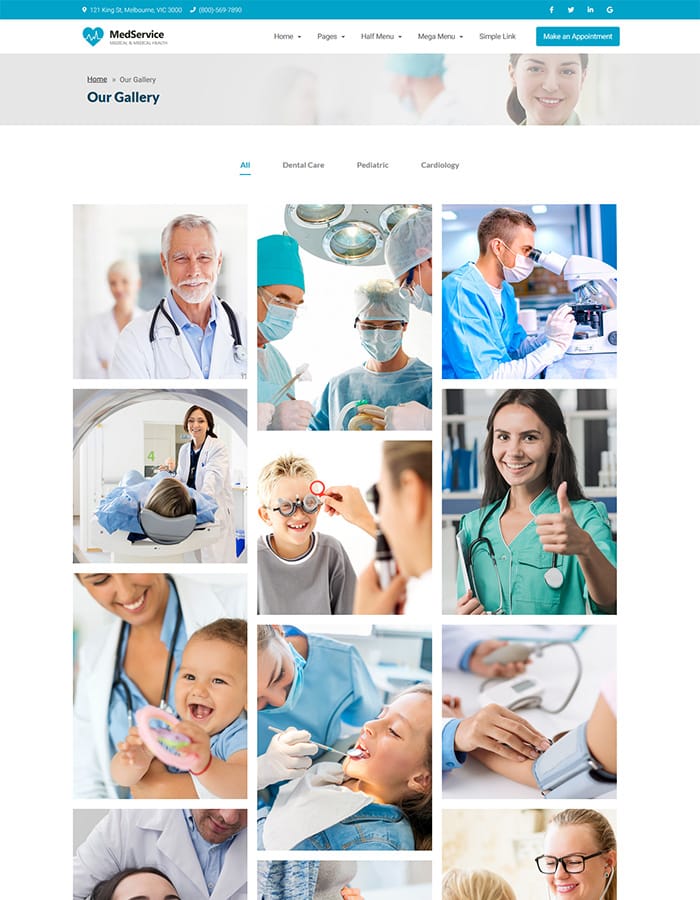 121 King St, Melbourne, VIC 3000 (800)-569-7890
MedService
MEDICAL & MEDICAL HEALTH
Home Pages Half Menu Mega Menu Simple Link Make an Appointment
Home » Our Gallery
Our Gallery
All Dental Care Pediatric Cardiology
4